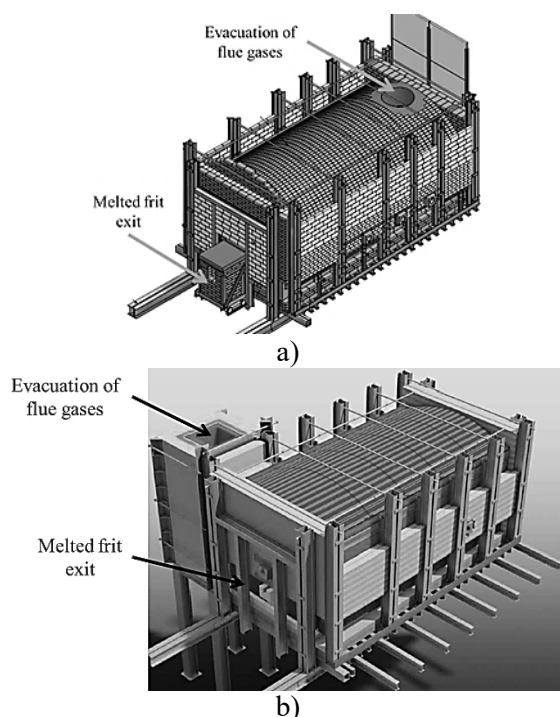 Evacuation of
flue gases
Melted frit
exit
a)
Evacuation of
flue gases
Melted frit
exit
b)